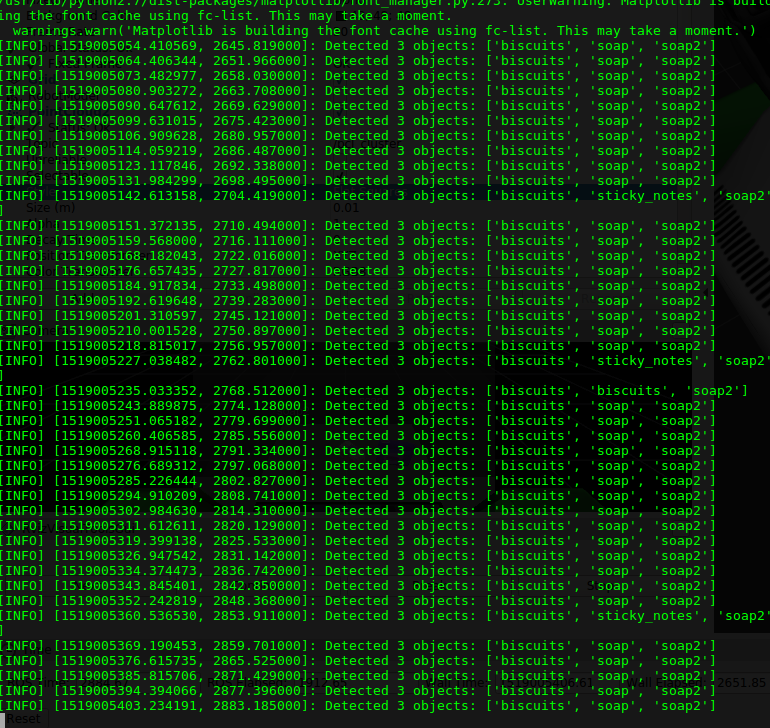 /usr/lib/python2.7/dist-packages/matplotlib/font_manager.py:273: UserWarning: Matplotlib is build
ing the font cache using fc-list. This may take a moment.
warnings.warn('Matplotlib is building the font cache using fc-list. This may take a moment.')
[INFO] [1519005054.410569, 2645.819000]: Detected 3 objects: ['biscuits', 'soap', 'soap2']
[INFO] [1519005064.406344, 2651.966000]: Detected 3 objects: ['biscuits', 'soap', 'soap2']
[INFO] [1519005073.482977, 2658.030000]: Detected 3 objects: ['biscuits', 'soap', 'soap2']
[INFO] [1519005080.903272, 2663.708000]: Detected 3 objects: ['biscuits', 'soap', 'soap2']
[INFO] [1519005090.647612, 2669.629000]: Detected 3 objects: ['biscuits', 'soap', 'soap2']
[INFO] [1519005099.631015, 2675.423000]: Detected 3 objects: ['biscuits', 'soap', 'soap2']
[INFO] [1519005106.909628, 2680.957000]: Detected 3 objects: ['biscuits', 'soap', 'soap2']
[INFO] [1519005114.059219, 2686.487000]: Detected 3 objects: ['biscuits', 'soap', 'soap2']
[INFO] [1519005123.117846, 2692.338000]: Detected 3 objects: ['biscuits', 'soap', 'soap2']
[INFO] [1519005131.984299, 2698.495000]: Detected 3 objects: ['biscuits', 'soap', 'soap2']
[INFO] [1519005142.613158, 2704.419000]: Detected 3 objects: ['biscuits', 'sticky_notes', 'soap2'
]
Size (m) 0.01
[INFO] [1519005151.372135, 2710.494000]: Detected 3 objects: ['biscuits', 'soap', 'soap2']
[INFO] [1519005159.568000, 2716.111000]: Detected 3 objects: ['biscuits', 'soap', 'soap2']
[INFO] [1519005168.182043, 2722.016000]: Detected 3 objects: ['biscuits', 'soap', 'soap2']
[INFO] [1519005176.657435, 2727.817000]: Detected 3 objects: ['biscuits', 'soap', 'soap2']
[INFO] [1519005184.917834, 2733.498000]: Detected 3 objects: ['biscuits', 'soap', 'soap2']
[INFO] [1519005192.619648, 2739.283000]: Detected 3 objects: ['biscuits', 'soap', 'soap2']
[INFO] [1519005201.310597, 2745.121000]: Detected 3 objects: ['biscuits', 'soap', 'soap2']
[INFO] [1519005210.001528, 2750.897000]: Detected 3 objects: ['biscuits', 'soap', 'soap2']
[INFO] [1519005218.815017, 2756.957000]: Detected 3 objects: ['biscuits', 'soap', 'soap2']
[INFO] [1519005227.038482, 2762.801000]: Detected 3 objects: ['biscuits', 'sticky_notes', 'soap2'
]
[INFO] [1519005235.033352, 2768.512000]: Detected 3 objects: ['biscuits', 'biscuits', 'soap2']
[INFO] [1519005243.889875, 2774.128000]: Detected 3 objects: ['biscuits', 'soap', 'soap2']
[INFO] [1519005251.065182, 2779.699000]: Detected 3 objects: ['biscuits', 'soap', 'soap2']
[INFO] [1519005260.406585, 2785.556000]: Detected 3 objects: ['biscuits', 'soap', 'soap2']
[INFO] [1519005268.915118, 2791.334000]: Detected 3 objects: ['biscuits', 'soap', 'soap2']
[INFO] [1519005276.689312, 2797.068000]: Detected 3 objects: ['biscuits', 'soap', 'soap2']
[INFO] [1519005285.226444, 2802.827000]: Detected 3 objects: ['biscuits', 'soap', 'soap2']
[INFO] [1519005294.910209, 2808.741000]: Detected 3 objects: ['biscuits', 'soap', 'soap2']
[INFO] [1519005302.984630, 2814.310000]: Detected 3 objects: ['biscuits', 'soap', 'soap2']
[INFO] [1519005311.612611, 2820.129000]: Detected 3 objects: ['biscuits', 'soap', 'soap2']
[INFO] [1519005319.399138, 2825.533000]: Detected 3 objects: ['biscuits', 'soap', 'soap2']
[INFO] [1519005326.947542, 2831.142000]: Detected 3 objects: ['biscuits', 'soap', 'soap2']
[INFO] [1519005334.374473, 2836.742000]: Detected 3 objects: ['biscuits', 'soap', 'soap2']
[INFO] [1519005343.845401, 2842.850000]: Detected 3 objects: ['biscuits', 'soap', 'soap2']
[INFO] [1519005352.242819, 2848.368000]: Detected 3 objects: ['biscuits', 'soap', 'soap2']
[INFO] [1519005360.536530, 2853.911000]: Detected 3 objects: ['biscuits', 'sticky_notes', 'soap2'
]
[INFO] [1519005369.190453, 2859.701000]: Detected 3 objects: ['biscuits', 'soap', 'soap2']
[INFO] [1519005376.615735, 2865.525000]: Detected 3 objects: ['biscuits', 'soap', 'soap2']
[INFO] [1519005385.815706, 2871.429000]: Detected 3 objects: ['biscuits', 'soap', 'soap2']
2651.85
[INFO] [1519005394.394066, 2877.396000]: Detected 3 objects: ['biscuits', 'soap', 'soap2']
[INFO] [1519005403.234191, 2883.185000]: Detected 3 objects: ['biscuits', 'soap', 'soap2']
Reset